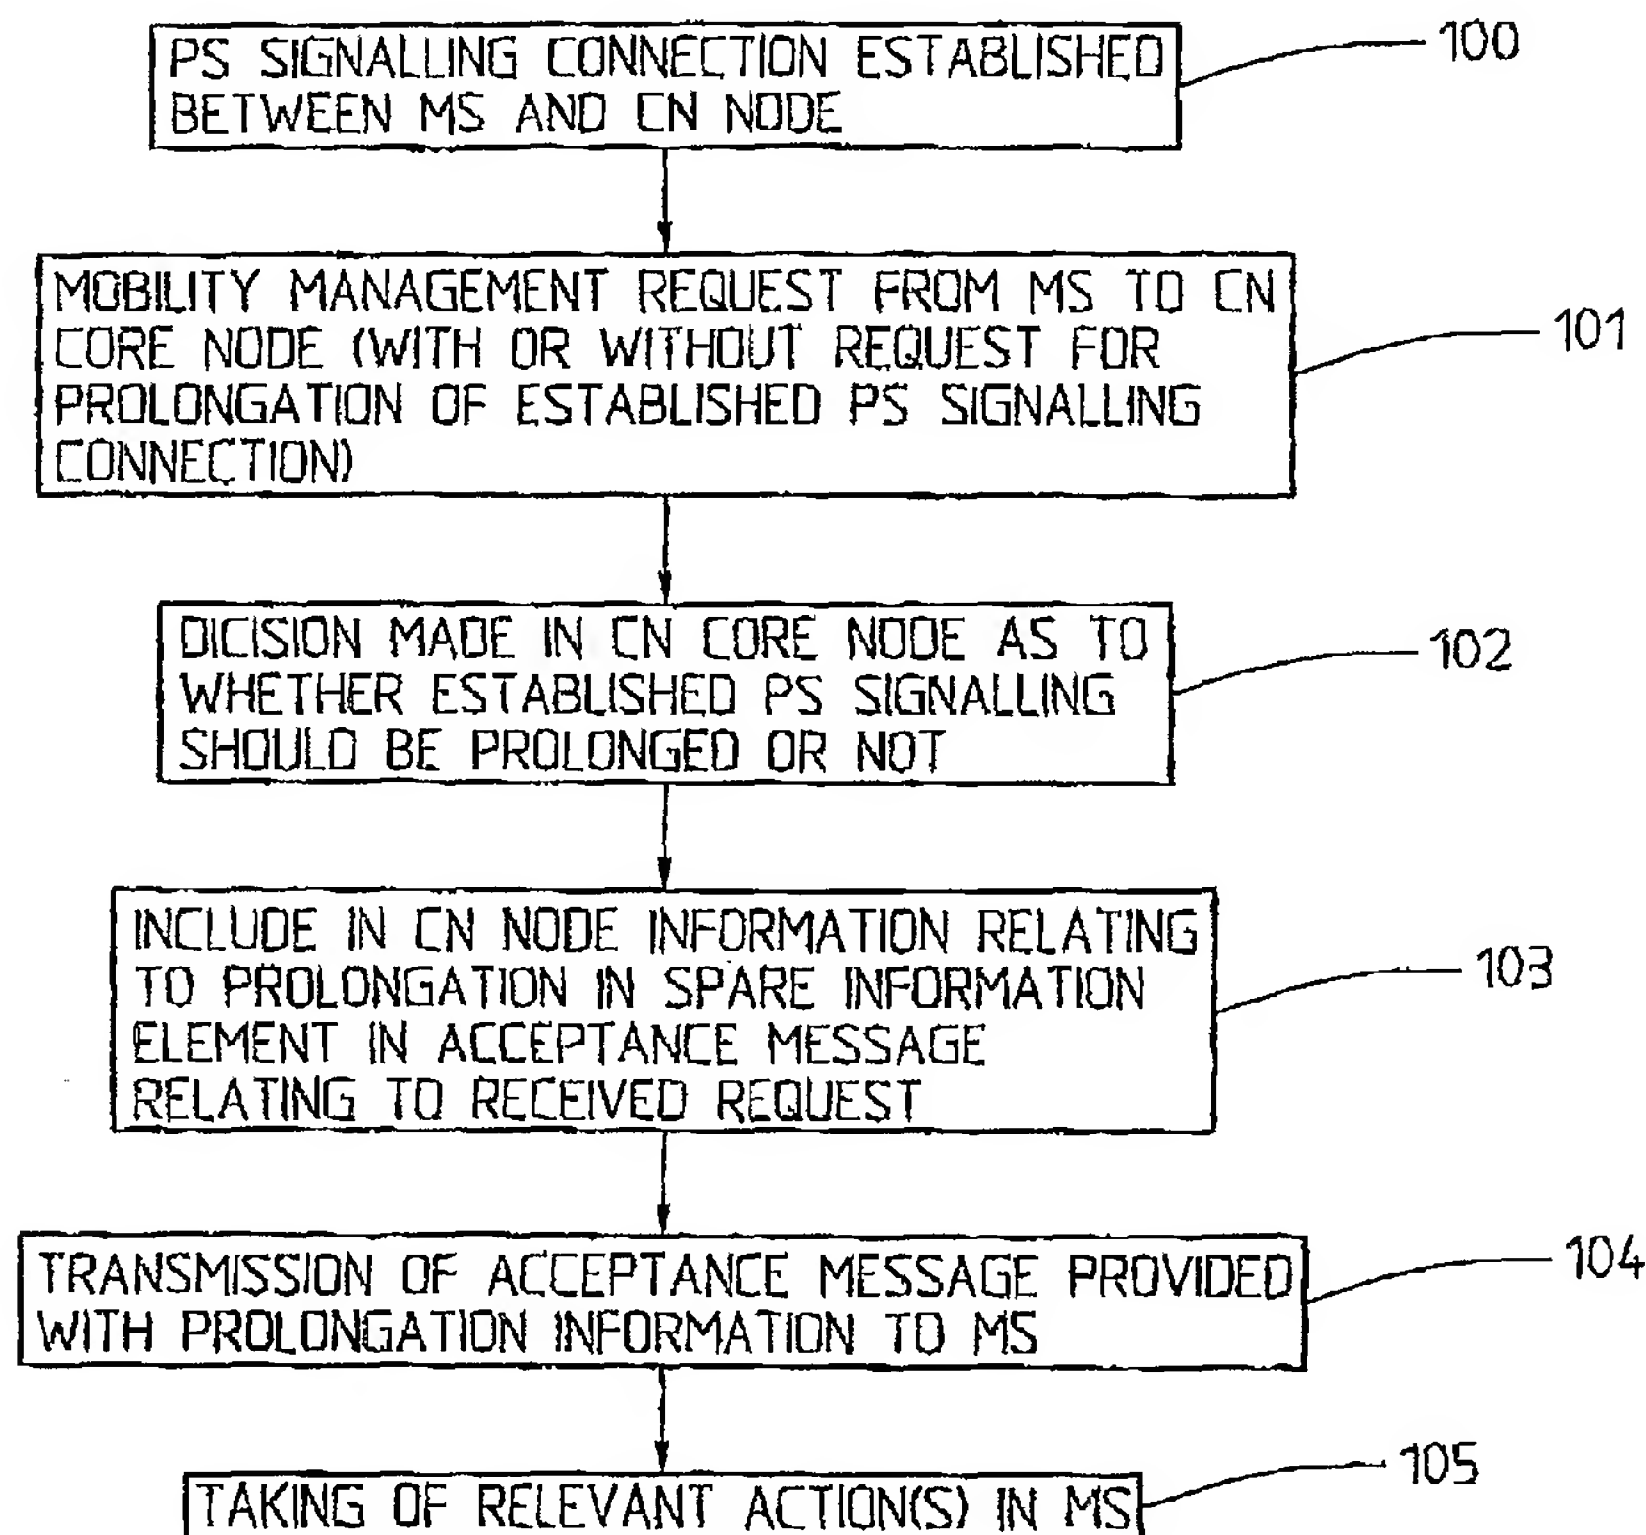 PS SIGNALLING CONNECTION ESTABLISHED
BETWEEN MS AND CN NODE
100
MOBILITY MANAGEMENT REQUEST FROM MS TO CN
CORE NODE (WITH OR WITHOUT REQUEST FOR
PROLONGATION OF ESTABLISHED PS SIGNALLING
CONNECTION)
101
DICISION MADE IN CN CORE NODE AS TO
WHETHER ESTABLISHED PS SIGNALLING
SHOULD BE PROLONGED OR NOT
102
INCLUDE IN CN NODE INFORMATION RELATING
TO PROLONGATION IN SPARE INFORMATION
ELEMENT IN ACCEPTANCE MESSAGE
RELATING TO RECEIVED REQUEST
103
TRANSMISSION OF ACCEPTANCE MESSAGE PROVIDED
WITH PROLONGATION INFORMATION TO MS
104
TAKING OF RELEVANT ACTION(S) IN MS
105